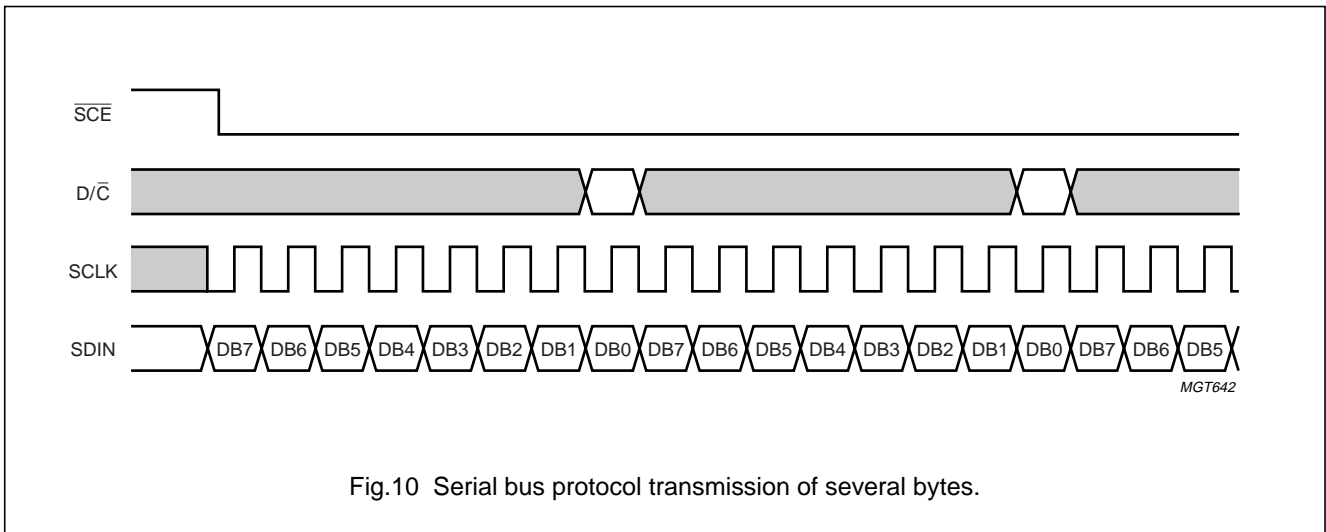 S̅C̅E̅
D/C̅
SCLK
SDIN DB7 DB6 DB5 DB4 DB3 DB2 DB1 DB0 DB7 DB6 DB5 DB4 DB3 DB2 DB1 DB0 DB7 DB6 DB5
MGT642
Fig.10 Serial bus protocol transmission of several bytes.